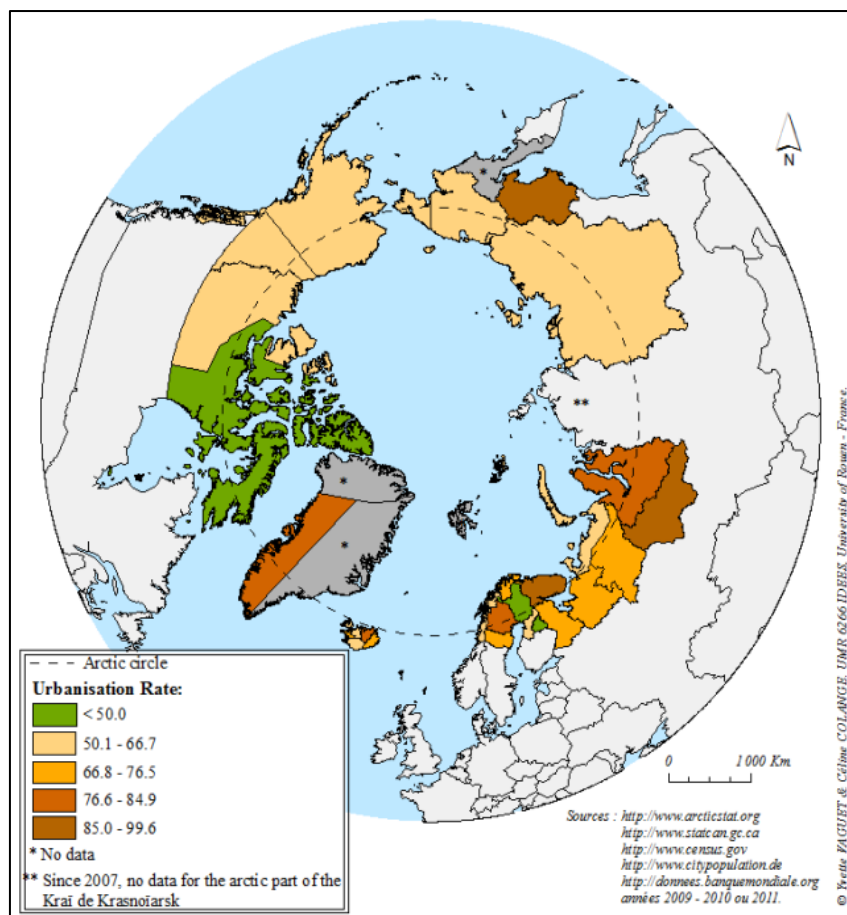 N
*
**
*
*
- - - Arctic circle
Urbanisation Rate:
< 50.0
50.1 - 66.7
66.8 - 76.5
76.6 - 84.9
85.0 - 99.6
* No data
** Since 2007, no data for the arctic part of the
Kraï de Krasnoïarsk
0 1 000 Km
Sources : http://www.arcticstat.org
http://www.statcan.gc.ca
http://www.census.gov
http://www.citypopulation.de
http://donnees.banquemondiale.org
années 2009 - 2010 ou 2011.
© Yvette VAGUET & Céline COLANGE, UMR 6266 IDEES, University of Rouen - France.